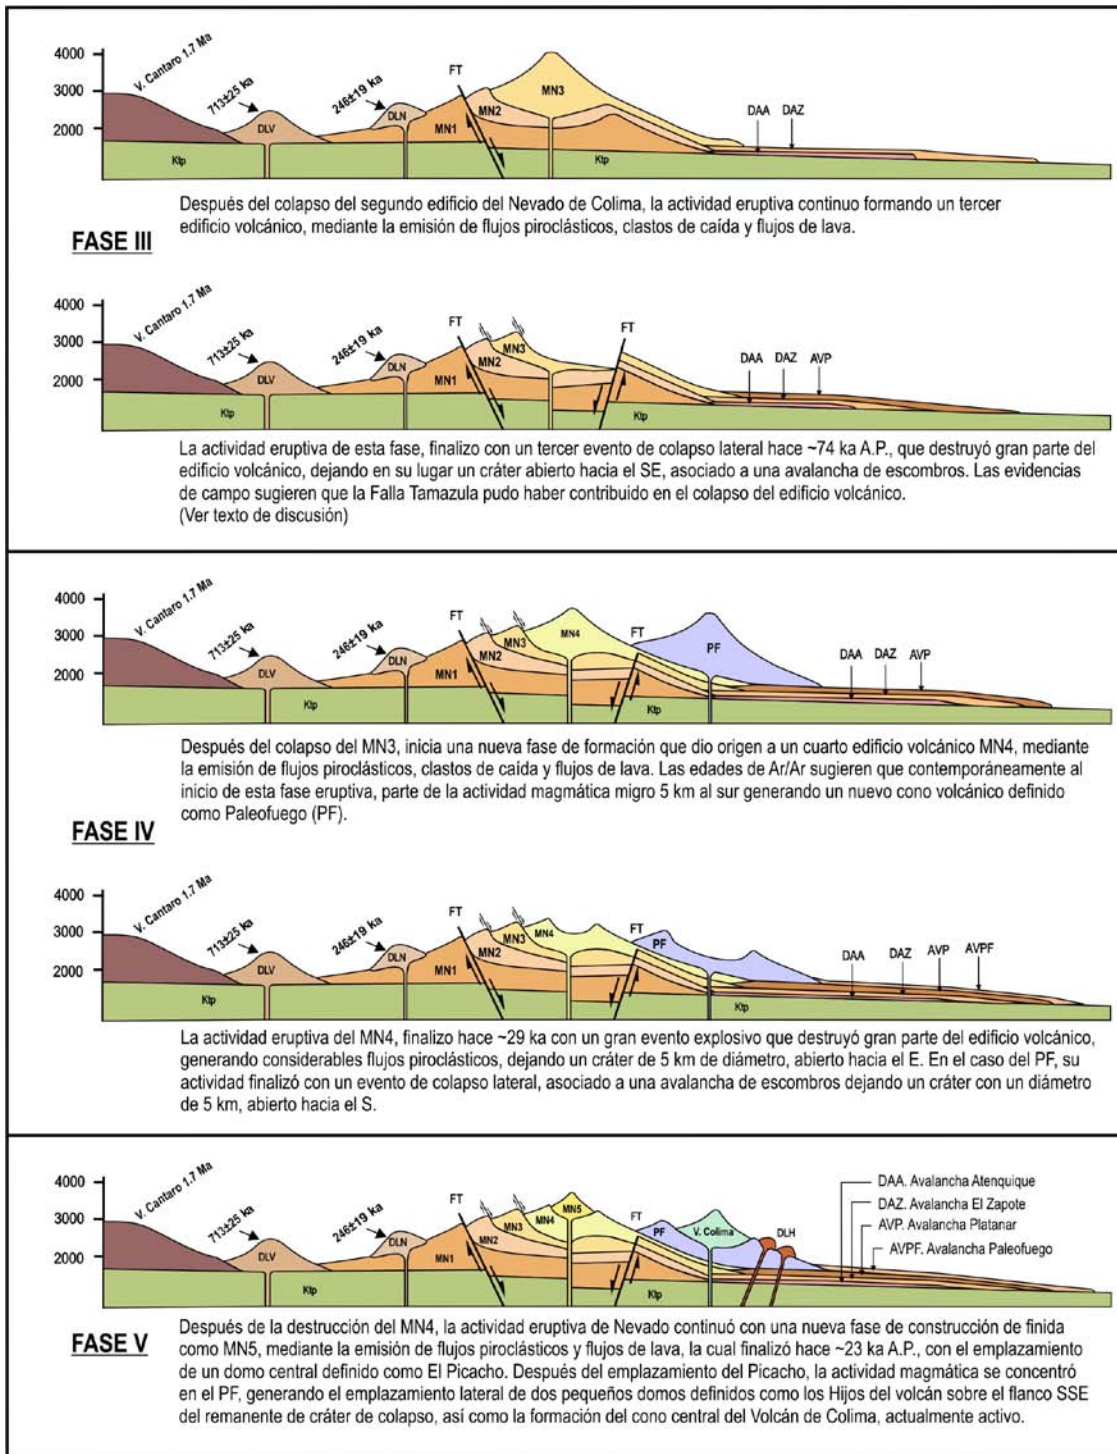 4000
3000
2000
V. Cantaro 1.7 Ma
713±25 ka
246±19 ka
FT
DLV
DLN
MN1
MN2
MN3
DAA DAZ
Ktp
Ktp
Después del colapso del segundo edificio del Nevado de Colima, la actividad eruptiva continuo formando un tercer
edificio volcánico, mediante la emisión de flujos piroclásticos, clastos de caída y flujos de lava.
FASE III
4000
3000
2000
V. Cantaro 1.7 Ma
713±25 ka
246±19 ka
FT
FT
DLV
DLN
MN1
MN2
MN3
DAA DAZ AVP
Ktp
Ktp
La actividad eruptiva de esta fase, finalizo con un tercer evento de colapso lateral hace ~74 ka A.P., que destruyó gran parte del
edificio volcánico, dejando en su lugar un cráter abierto hacia el SE, asociado a una avalancha de escombros. Las evidencias
de campo sugieren que la Falla Tamazula pudo haber contribuido en el colapso del edificio volcánico.
(Ver texto de discusión)
4000
3000
2000
V. Cantaro 1.7 Ma
713±25 ka
246±19 ka
FT
FT
DLV
DLN
MN1
MN2
MN3
MN4
PF
DAA DAZ AVP
Ktp
Ktp
Después del colapso del MN3, inicia una nueva fase de formación que dio origen a un cuarto edificio volcánico MN4, mediante
la emisión de flujos piroclásticos, clastos de caída y flujos de lava. Las edades de Ar/Ar sugieren que contemporáneamente al
inicio de esta fase eruptiva, parte de la actividad magmática migro 5 km al sur generando un nuevo cono volcánico definido
como Paleofuego (PF).
FASE IV
4000
3000
2000
V. Cantaro 1.7 Ma
713±25 ka
246±19 ka
FT
FT
DLV
DLN
MN1
MN2
MN3
MN4
PF
DAA DAZ AVP AVPF
Ktp
Ktp
La actividad eruptiva del MN4, finalizo hace ~29 ka con un gran evento explosivo que destruyó gran parte del edificio volcánico,
generando considerables flujos piroclásticos, dejando un cráter de 5 km de diámetro, abierto hacia el E. En el caso del PF, su
actividad finalizó con un evento de colapso lateral, asociado a una avalancha de escombros dejando un cráter con un diámetro
de 5 km, abierto hacia el S.
4000
3000
2000
V. Cantaro 1.7 Ma
713±25 ka
246±19 ka
FT
FT
DLV
DLN
MN1
MN2
MN3
MN4
MN5
PF
V. Colima
DLH
DAA. Avalancha Atenquique
DAZ. Avalancha El Zapote
AVP. Avalancha Platanar
AVPF. Avalancha Paleofuego
Ktp
Ktp
FASE V
Después de la destrucción del MN4, la actividad eruptiva de Nevado continuó con una nueva fase de construcción de finida
como MN5, mediante la emisión de flujos piroclásticos y flujos de lava, la cual finalizó hace ~23 ka A.P., con el emplazamiento
de un domo central definido como El Picacho. Después del emplazamiento del Picacho, la actividad magmática se concentró
en el PF, generando el emplazamiento lateral de dos pequeños domos definidos como los Hijos del volcán sobre el flanco SSE
del remanente de cráter de colapso, así como la formación del cono central del Volcán de Colima, actualmente activo.